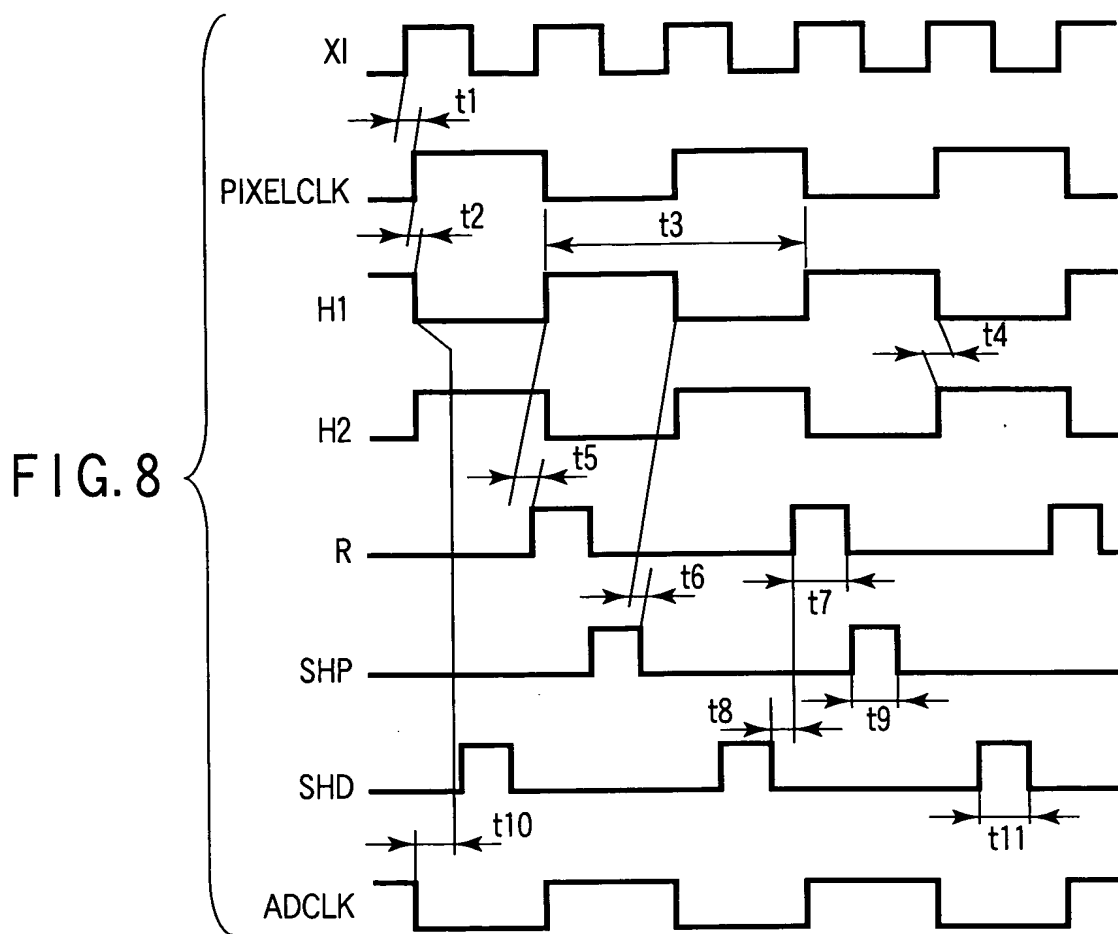 XI
t1
PIXELCLK
t2
t3
H1
t4
H2
FIG. 8
t5
R
t6
t7
SHP
t8
t9
SHD
t10
t11
ADCLK